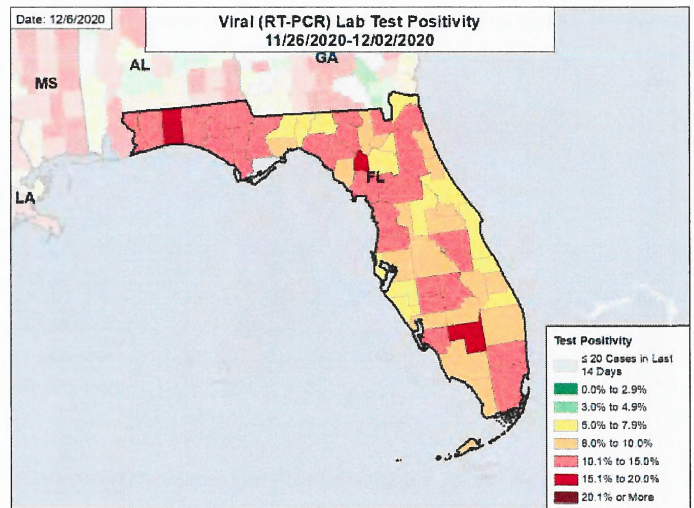 Date: 12/6/2020
Viral (RT-PCR) Lab Test Positivity
11/26/2020-12/02/2020
MS
AL
GA
LA
FL
Test Positivity
≤ 20 Cases in Last
14 Days
0.0% to 2.9%
3.0% to 4.9%
5.0% to 7.9%
8.0% to 10.0%
10.1% to 15.0%
15.1% to 20.0%
20.1% or More